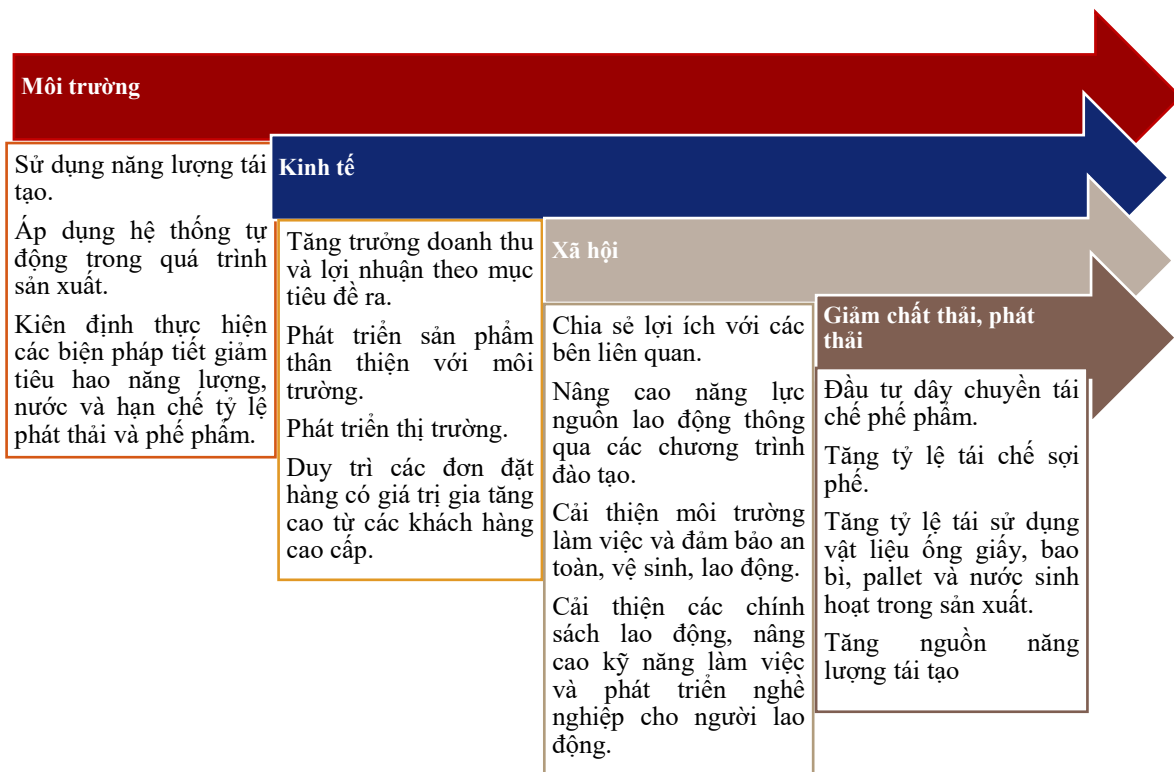 Môi trường
Sử dụng năng lượng tái
tạo.
Áp dụng hệ thống tự
động trong quá trình
sản xuất.
Kiên định thực hiện
các biện pháp tiết giảm
tiêu hao năng lượng,
nước và hạn chế tỷ lệ
phát thải và phế phẩm.
Kinh tế
Tăng trưởng doanh thu
và lợi nhuận theo mục
tiêu đề ra.
Phát triển sản phẩm
thân thiện với môi
trường.
Phát triển thị trường.
Duy trì các đơn đặt
hàng có giá trị gia tăng
cao từ các khách hàng
cao cấp.
Xã hội
Chia sẻ lợi ích với các
bên liên quan.
Nâng cao năng lực
nguồn lao động thông
qua các chương trình
đào tạo.
Cải thiện môi trường
làm việc và đảm bảo an
toàn, vệ sinh, lao động.
Cải thiện các chính
sách lao động, nâng
cao kỹ năng làm việc
và phát triển nghề
nghiệp cho người lao
động.
Giảm chất thải, phát
thải
Đầu tư dây chuyền tái
chế phế phẩm.
Tăng tỷ lệ tái chế sợi
phế.
Tăng tỷ lệ tái sử dụng
vật liệu ống giấy, bao
bì, pallet và nước sinh
hoạt trong sản xuất.
Tăng nguồn năng
lượng tái tạo